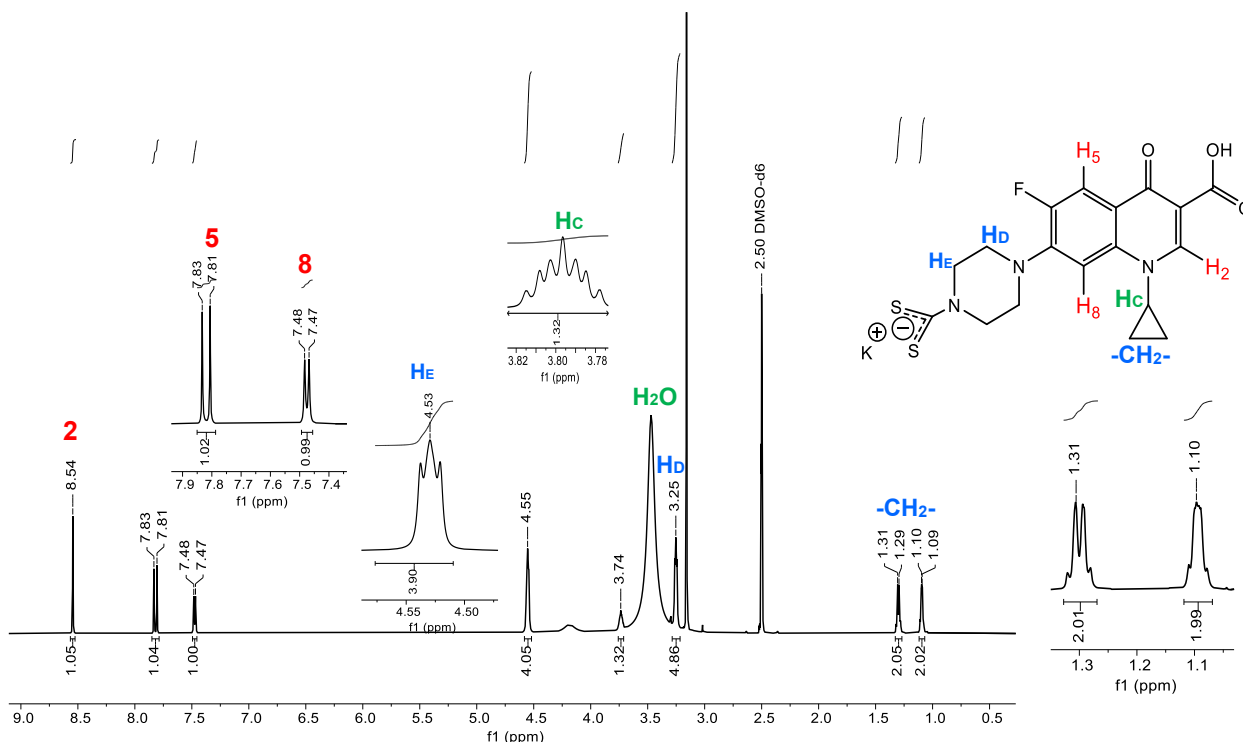 2
8.54
5
7.83
7.81
8
7.48
7.47
1.02
0.99
7.9 7.8 7.7 7.6 7.5 7.4
f1 (ppm)
7.83
7.81
7.48
7.47
HE
4.53
3.90
4.55 4.50
f1 (ppm)
HC
1.32
3.82 3.80 3.78
f1 (ppm)
4.55
3.74
H2O
HD
3.25
2.50 DMSO-d6
-CH2-
1.31
1.29
1.10
1.09
H5
O
OH
O
F
HD
HE
N
N
N
H2
H8
HC
-CH2-
S
S
K
1.31
1.10
2.01
1.99
1.3 1.2 1.1
f1 (ppm)
1.05
1.04
1.00
4.05
1.32
4.86
2.05
2.02
9.0 8.5 8.0 7.5 7.0 6.5 6.0 5.5 5.0 4.5 4.0 3.5 3.0 2.5 2.0 1.5 1.0 0.5
f1 (ppm)